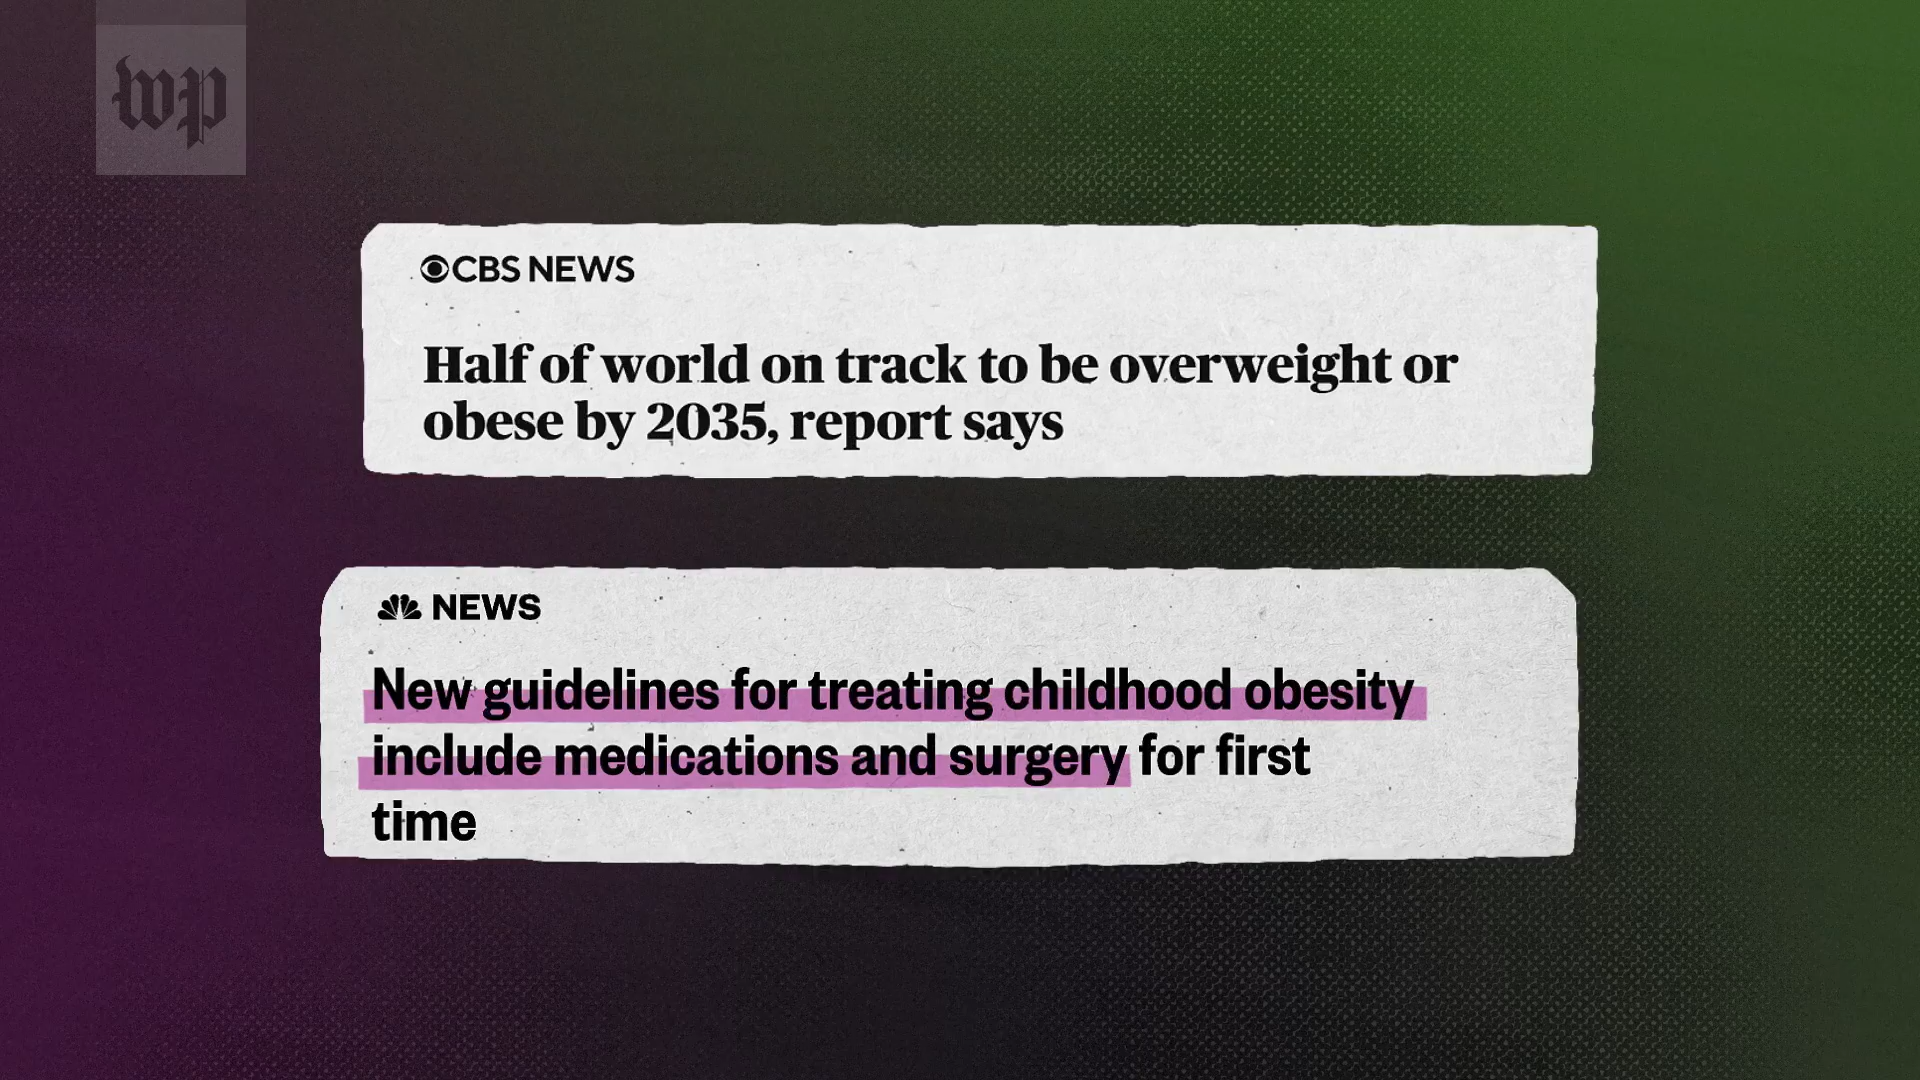 wp
CBS NEWS
Half of world on track to be overweight or
obese by 2035, report says
NEWS
New guidelines for treating childhood obesity
include medications and surgery for first
time